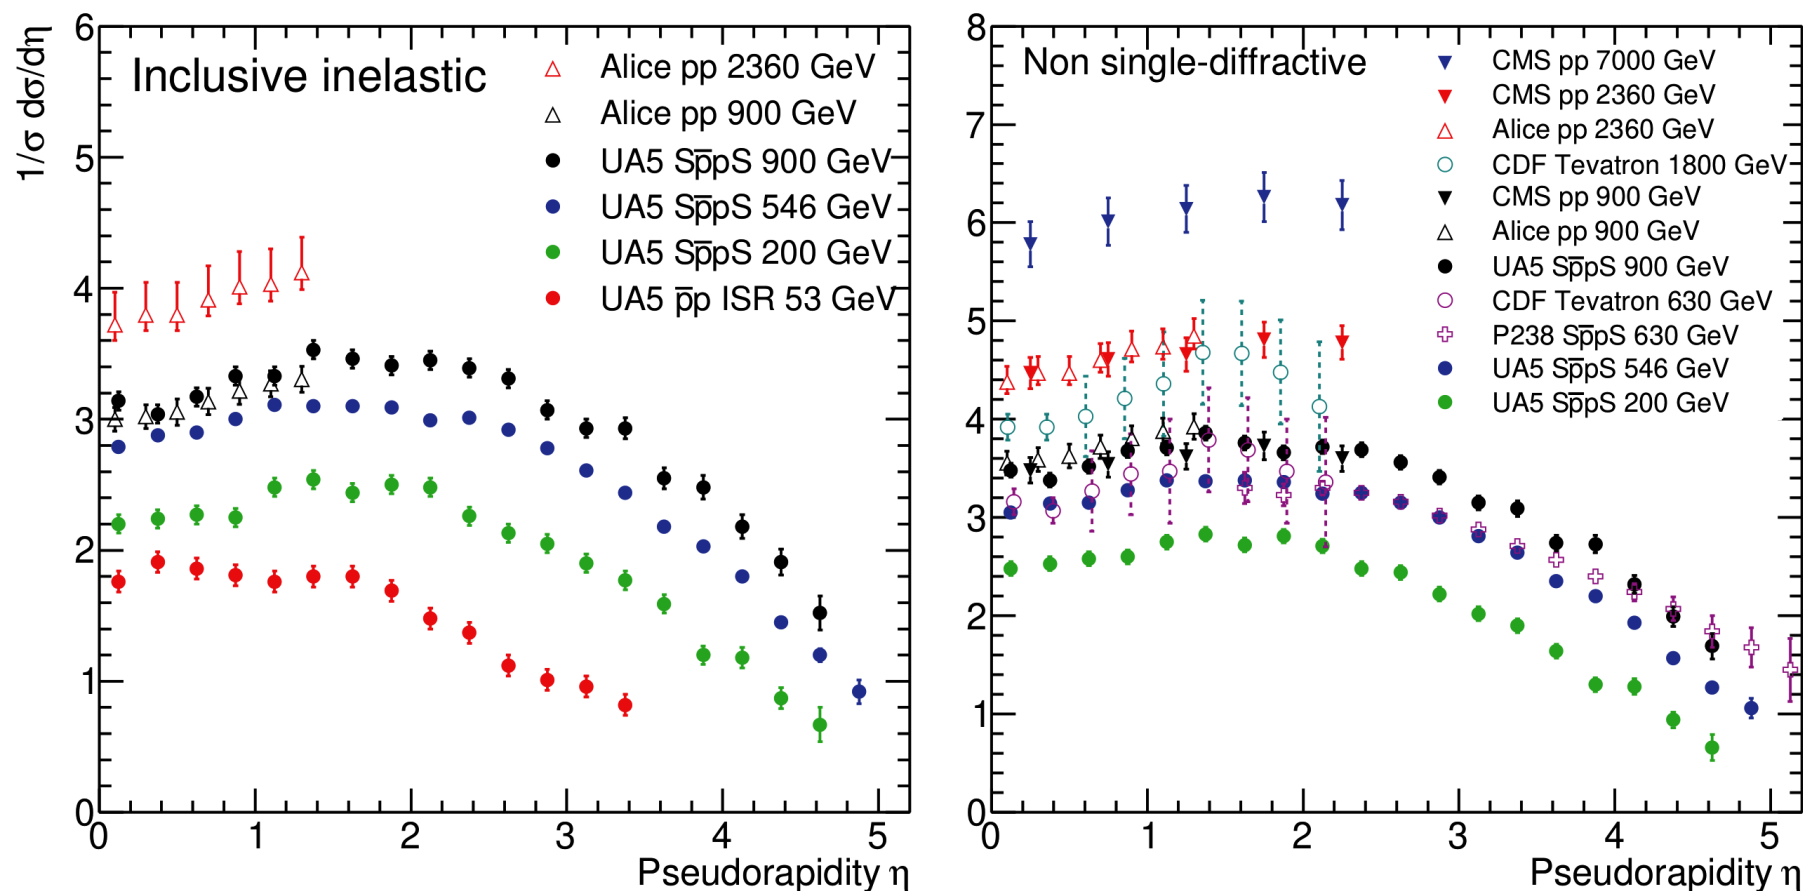 1/σ dσ/dη
6
5
4
3
2
1
0
Inclusive inelastic
Alice pp 2360 GeV
Alice pp 900 GeV
UA5 Sp̅pS 900 GeV
UA5 Sp̅pS 546 GeV
UA5 Sp̅pS 200 GeV
UA5 p̅p ISR 53 GeV
0 1 2 3 4 5
Pseudorapidity η
8
7
6
5
4
3
2
1
0
Non single-diffractive
CMS pp 7000 GeV
CMS pp 2360 GeV
Alice pp 2360 GeV
CDF Tevatron 1800 GeV
CMS pp 900 GeV
Alice pp 900 GeV
UA5 Sp̅pS 900 GeV
CDF Tevatron 630 GeV
P238 Sp̅pS 630 GeV
UA5 Sp̅pS 546 GeV
UA5 Sp̅pS 200 GeV
0 1 2 3 4 5
Pseudorapidity η